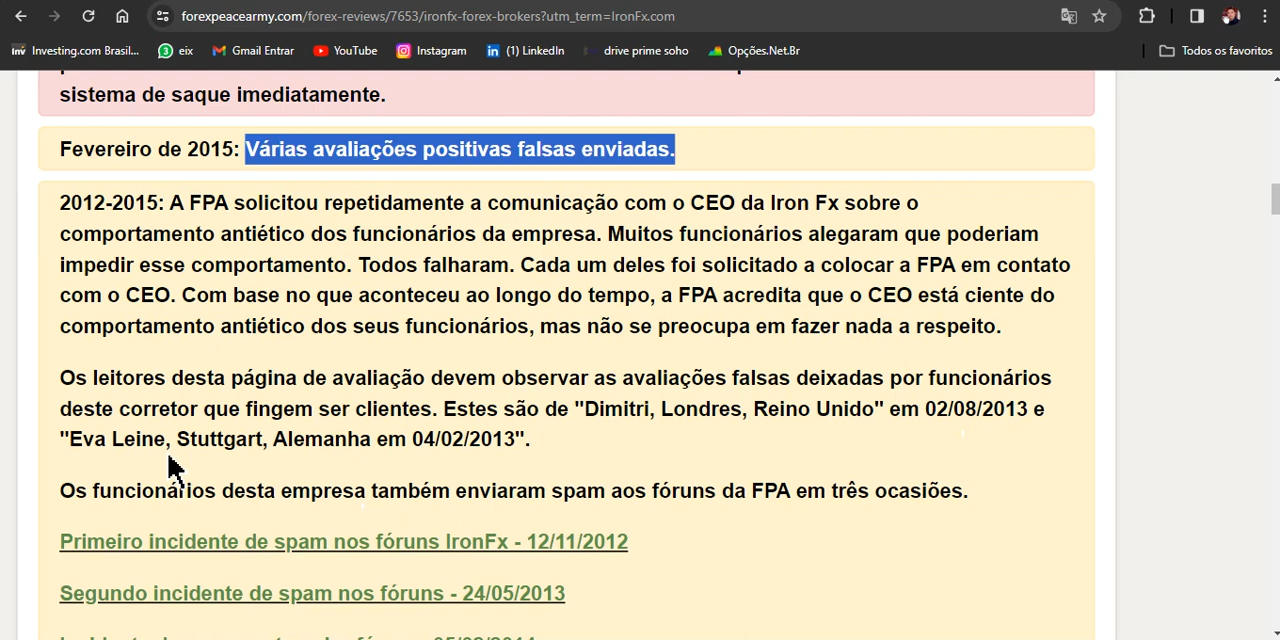 forexpeacearmy.com/forex-reviews/7653/ironfx-forex-brokers?utm_term=IronFx.com
inv Investing.com Brasil... 3 eix Gmail Entrar YouTube Instagram in (1) LinkedIn drive prime soho Opções.Net.Br Todos os favoritos
sistema de saque imediatamente.
Fevereiro de 2015: Várias avaliações positivas falsas enviadas.
2012-2015: A FPA solicitou repetidamente a comunicação com o CEO da Iron Fx sobre o
comportamento antiético dos funcionários da empresa. Muitos funcionários alegaram que poderiam
impedir esse comportamento. Todos falharam. Cada um deles foi solicitado a colocar a FPA em contato
com o CEO. Com base no que aconteceu ao longo do tempo, a FPA acredita que o CEO está ciente do
comportamento antiético dos seus funcionários, mas não se preocupa em fazer nada a respeito.
Os leitores desta página de avaliação devem observar as avaliações falsas deixadas por funcionários
deste corretor que fingem ser clientes. Estes são de "Dimitri, Londres, Reino Unido" em 02/08/2013 e
"Eva Leine, Stuttgart, Alemanha em 04/02/2013".
Os funcionários desta empresa também enviaram spam aos fóruns da FPA em três ocasiões.
Primeiro incidente de spam nos fóruns IronFx - 12/11/2012
Segundo incidente de spam nos fóruns - 24/05/2013